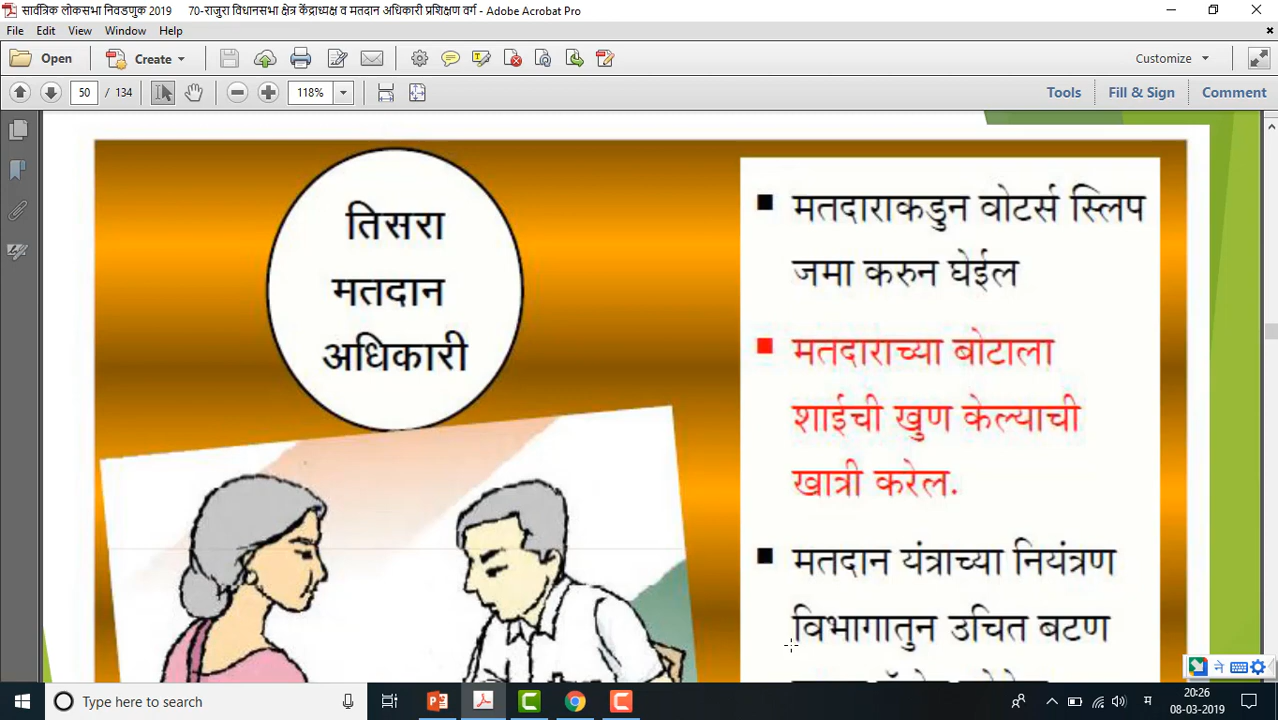 सार्वत्रिक लोकसभा निवडणुक 2019 70-राजुरा विधानसभा क्षेत्र केंद्राध्यक्ष व मतदान अधिकारी प्रशिक्षण वर्ग - Adobe Acrobat Pro
File Edit View Window Help
Open Create Customize
50 / 134 118% Tools Fill & Sign Comment
तिसरा
मतदान
अधिकारी
मतदाराकडुन वोटर्स स्लिप
जमा करुन घेईल
मतदाराच्या बोटाला
शाईची खुण केल्याची
खात्री करेल.
मतदान यंत्राच्या नियंत्रण
विभागातुन उचित बटण
Type here to search
20:26
08-03-2019